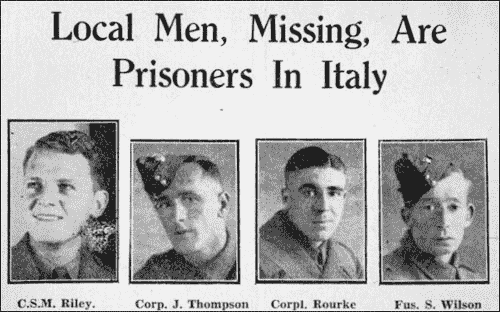 Local Men, Missing, Are
Prisoners In Italy
C.S.M. Riley.
Corp. J. Thompson
Corpl. Rourke
Fus. S. Wilson